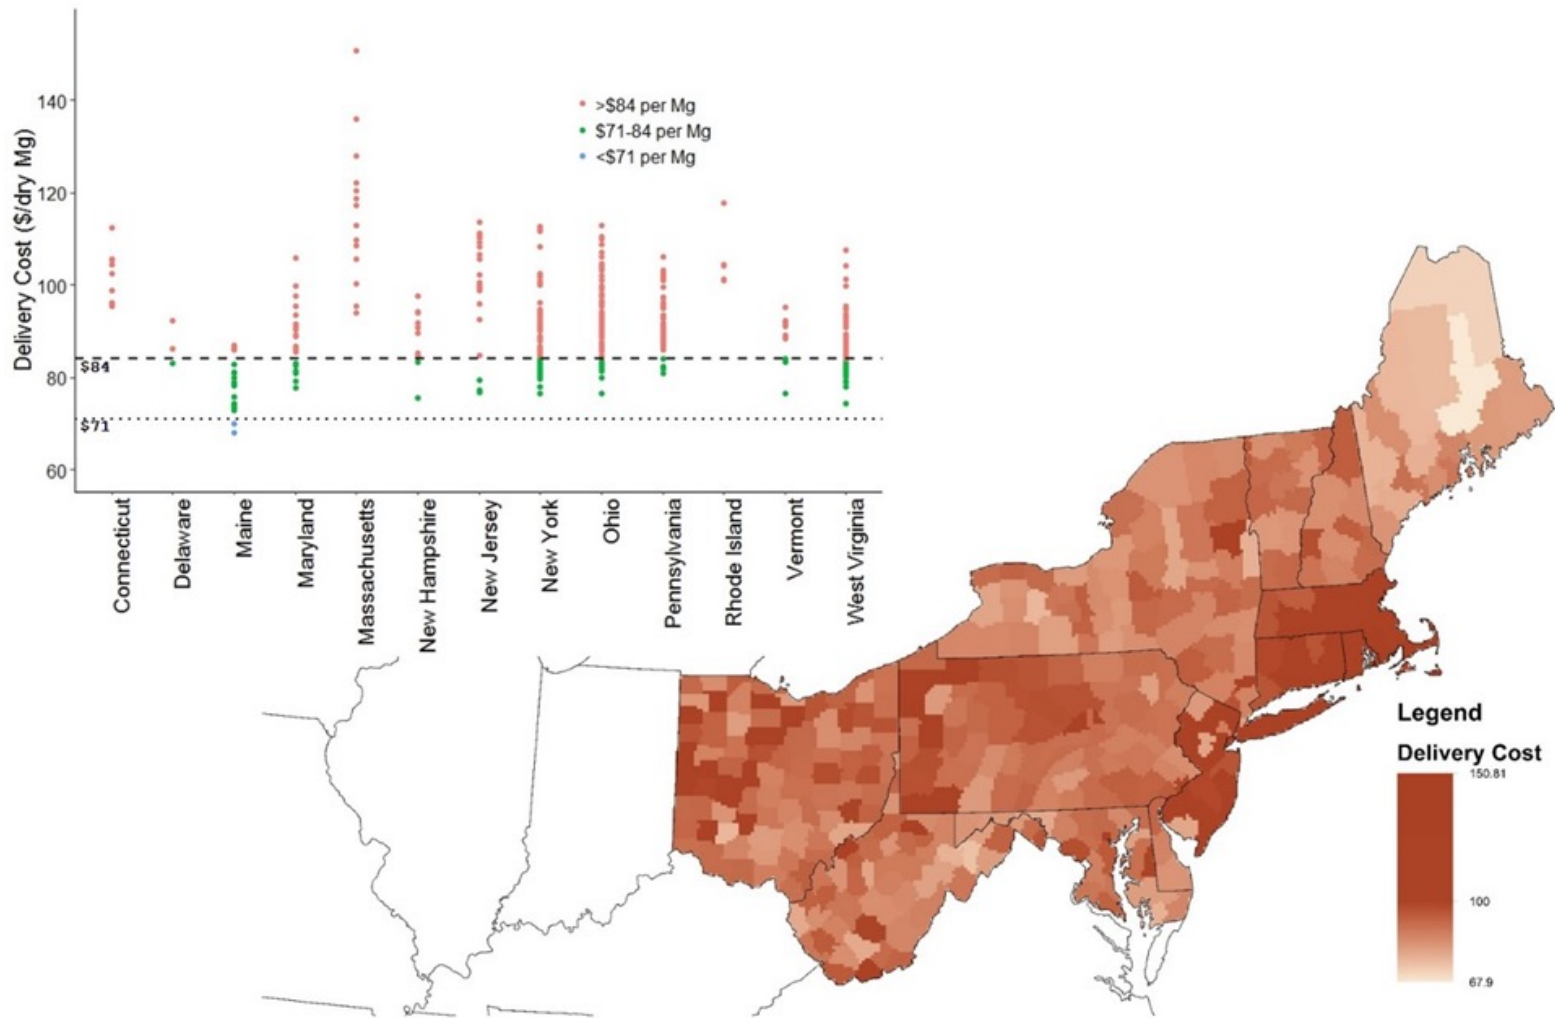 Delivery Cost ($/dry Mg)
140
120
100
80
60
$84
$71
>$84 per Mg
$71-84 per Mg
<$71 per Mg
Connecticut
Delaware
Maine
Maryland
Massachusetts
New Hampshire
New Jersey
New York
Ohio
Pennsylvania
Rhode Island
Vermont
West Virginia
Legend
Delivery Cost
150.81
100
67.9